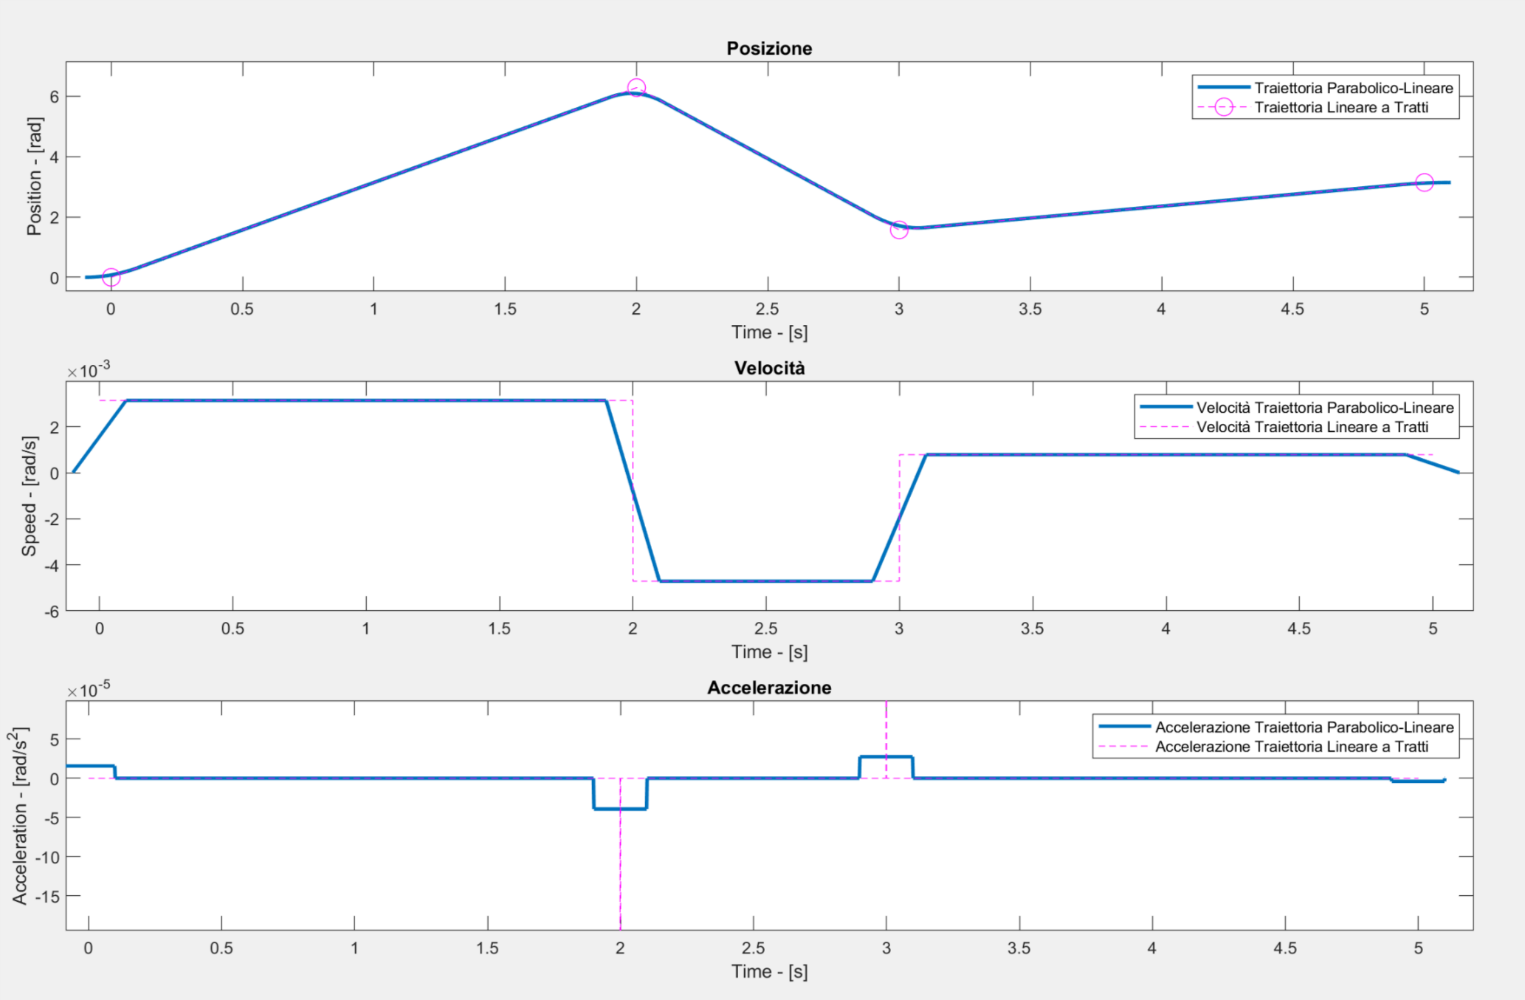 Posizione
Traiettoria Parabolico-Lineare
Traiettoria Lineare a Tratti
Position - [rad]
6
4
2
0
0 0.5 1 1.5 2 2.5 3 3.5 4 4.5 5
Time - [s]
×10-3
Velocità
Velocità Traiettoria Parabolico-Lineare
Velocità Traiettoria Lineare a Tratti
Speed - [rad/s]
2
0
-2
-4
-6
0 0.5 1 1.5 2 2.5 3 3.5 4 4.5 5
Time - [s]
×10-5
Accelerazione
Accelerazione Traiettoria Parabolico-Lineare
Accelerazione Traiettoria Lineare a Tratti
Acceleration - [rad/s2]
5
0
-5
-10
-15
0 0.5 1 1.5 2 2.5 3 3.5 4 4.5 5
Time - [s]